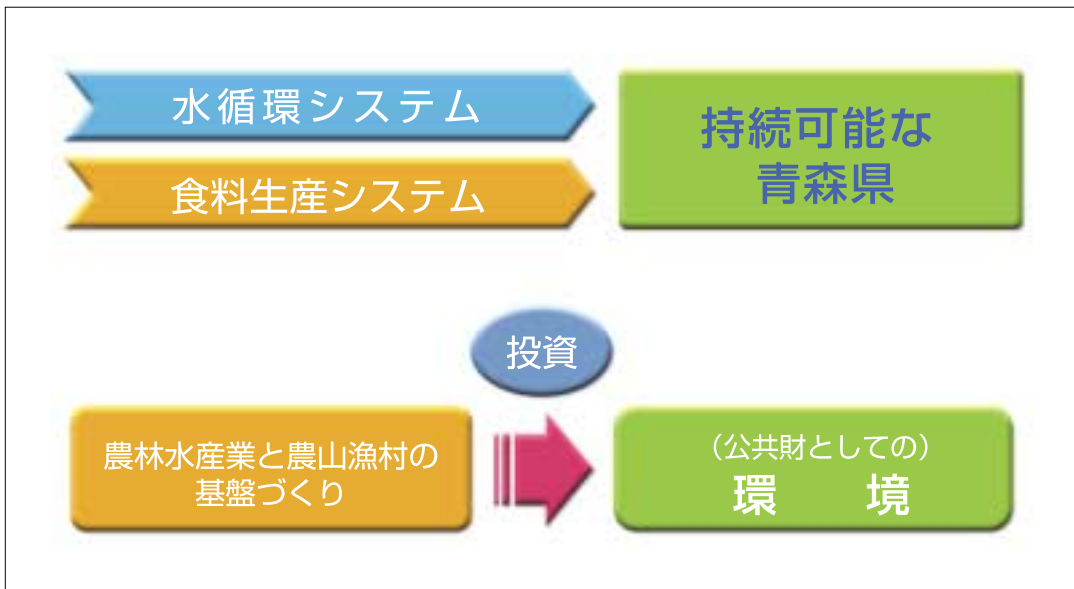 水循環システム
食料生産システム
持続可能な
青森県
投資
農林水産業と農山漁村の
基盤づくり
（公共財としての）
環　境